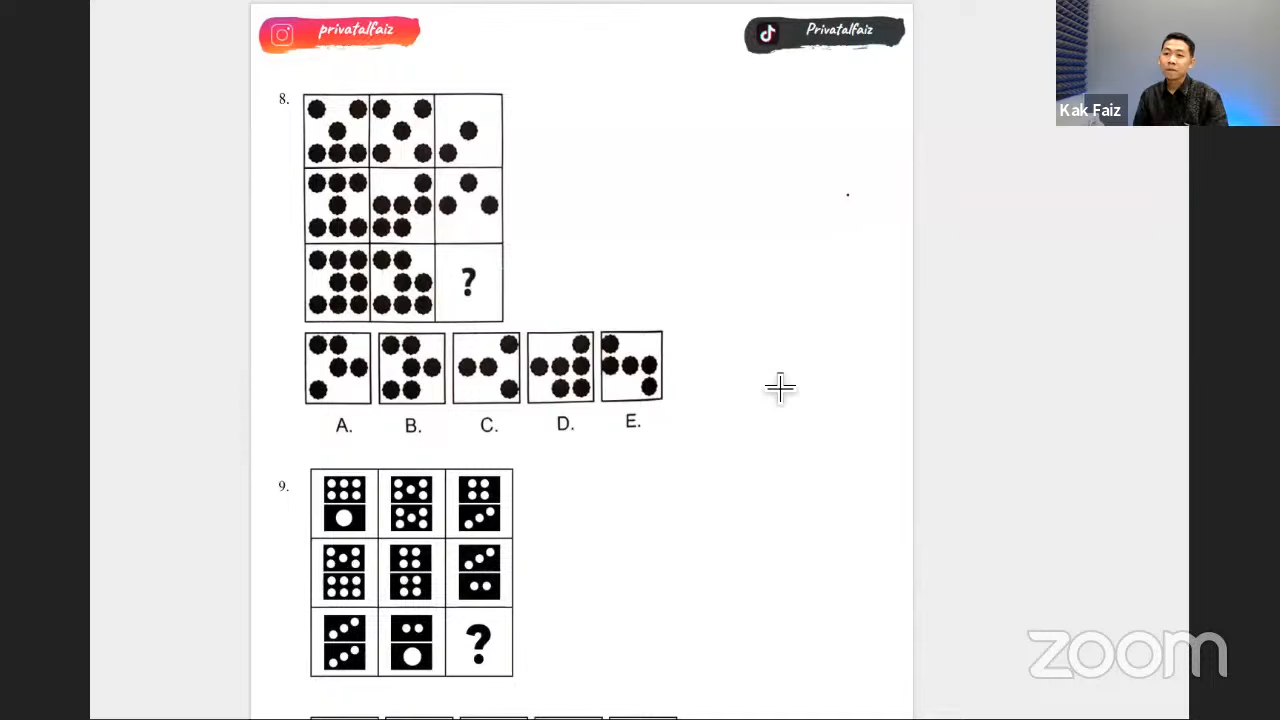 privatalfaiz
Privatalfaiz
Kak Faiz
8.
?
A. B. C. D. E.
9.
?
zoom